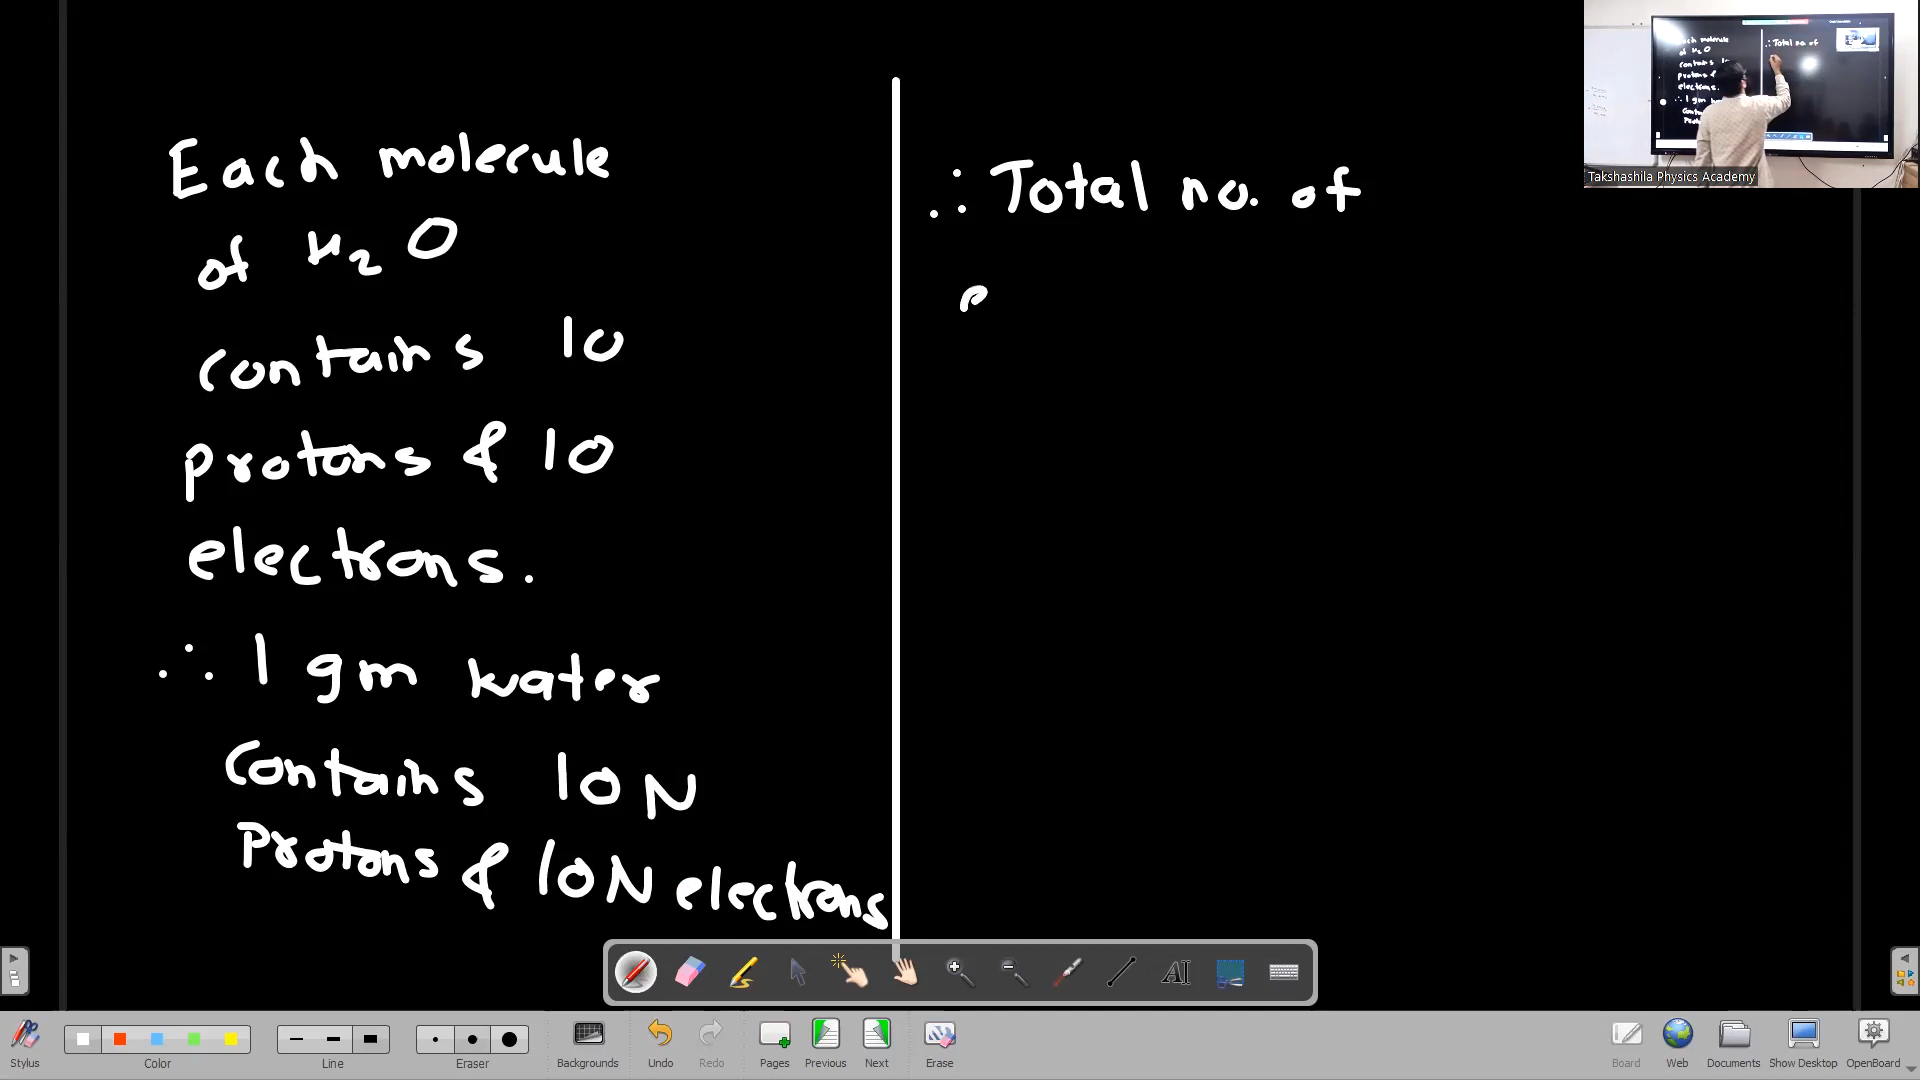 Each molecule
of H₂O
contains 10
protons & 10
electrons.
∴ 1 gm water
contains 10N
Protons & 10N electrons
∴ Total no. of
e
Takshashila Physics Academy
Stylus
Color
Line
Eraser
Backgrounds
Undo
Redo
Pages
Previous
Next
Erase
Board
Web
Documents
Show Desktop
OpenBoard